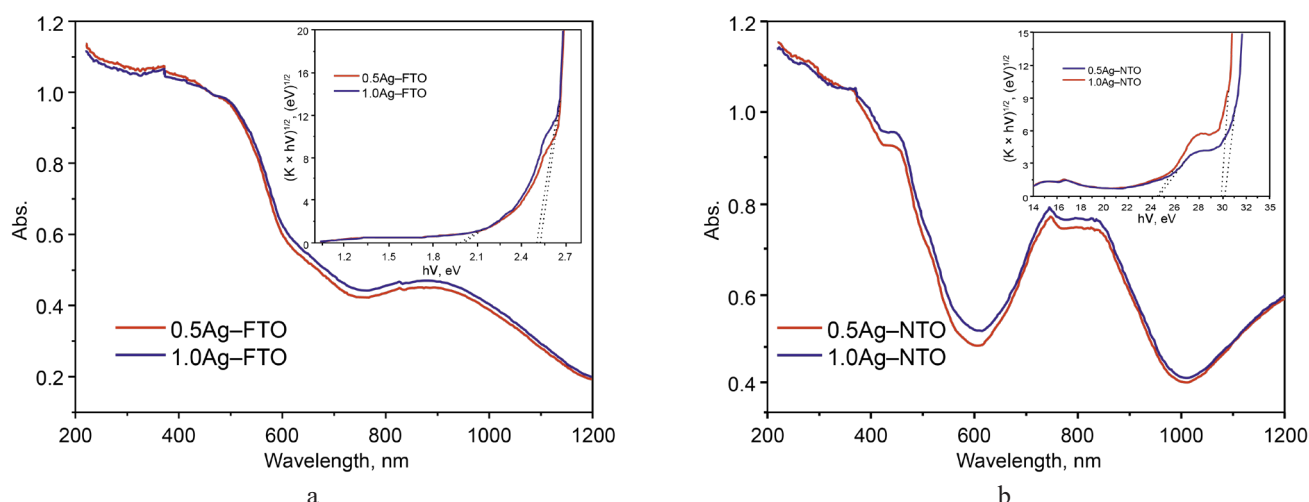 1.2
1.0
0.8
0.6
0.4
0.2
Abs.
200 400 600 800 1000 1200
Wavelength, nm
0.5Ag–FTO
1.0Ag–FTO
20
16
12
8
4
0
(K × hV)¹/², (eV)¹/²
0.5Ag–FTO
1.0Ag–FTO
1.2 1.5 1.8 2.1 2.4 2.7
hV, eV
a
1.2
1.0
0.8
0.6
0.4
Abs.
200 400 600 800 1000 1200
Wavelength, nm
0.5Ag–NTO
1.0Ag–NTO
15
12
9
6
3
0
(K × hV)¹/², (eV)¹/²
0.5Ag–NTO
1.0Ag–NTO
14 16 18 20 22 24 26 28 30 31 35
hV, eV
b